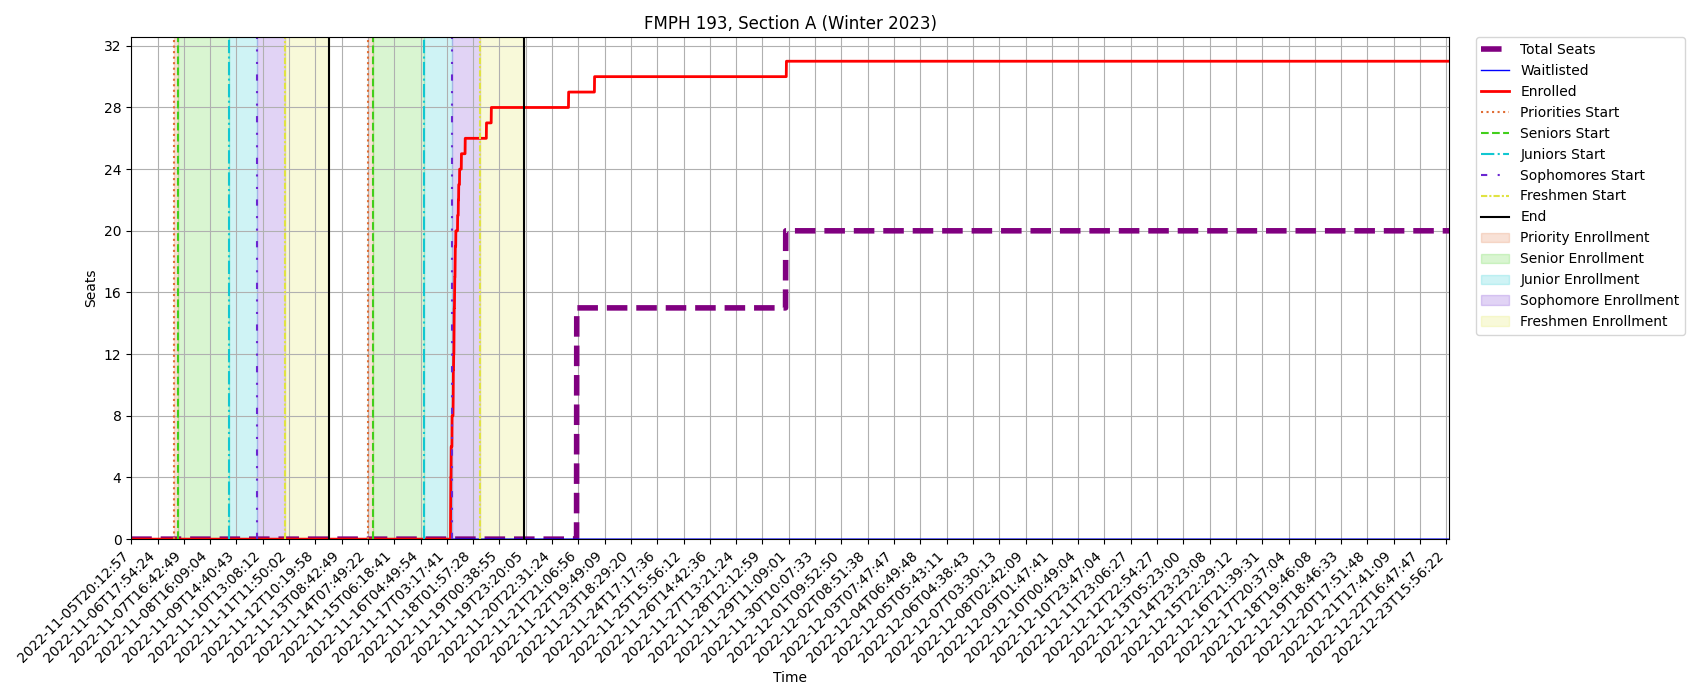 FMPH 193, Section A (Winter 2023)
32
28
24
20
16
12
8
4
0
Seats
2022-11-05T20:12:57
2022-11-06T17:54:24
2022-11-07T16:42:49
2022-11-08T16:09:04
2022-11-09T14:40:43
2022-11-10T13:08:12
2022-11-11T11:50:02
2022-11-12T10:19:58
2022-11-13T08:42:49
2022-11-14T07:49:22
2022-11-15T06:18:41
2022-11-16T04:49:54
2022-11-17T03:17:41
2022-11-18T01:57:28
2022-11-19T00:38:55
2022-11-19T23:20:05
2022-11-20T22:31:24
2022-11-21T21:06:56
2022-11-22T19:49:09
2022-11-23T18:29:20
2022-11-24T17:17:36
2022-11-25T15:56:12
2022-11-26T14:42:36
2022-11-27T13:21:24
2022-11-28T12:12:59
2022-11-29T11:09:01
2022-11-30T10:07:33
2022-12-01T09:52:50
2022-12-02T08:51:38
2022-12-03T07:47:47
2022-12-04T06:49:48
2022-12-05T05:43:11
2022-12-06T04:38:43
2022-12-07T03:30:13
2022-12-08T02:42:09
2022-12-09T01:47:41
2022-12-10T00:49:04
2022-12-10T23:47:04
2022-12-11T23:06:27
2022-12-12T22:54:27
2022-12-13T05:23:00
2022-12-14T23:23:08
2022-12-15T22:29:12
2022-12-16T21:39:31
2022-12-17T20:37:04
2022-12-18T19:46:08
2022-12-19T18:46:33
2022-12-20T17:51:48
2022-12-21T17:41:09
2022-12-22T16:47:47
2022-12-23T15:56:22
Time
Total Seats
Waitlisted
Enrolled
Priorities Start
Seniors Start
Juniors Start
Sophomores Start
Freshmen Start
End
Priority Enrollment
Senior Enrollment
Junior Enrollment
Sophomore Enrollment
Freshmen Enrollment